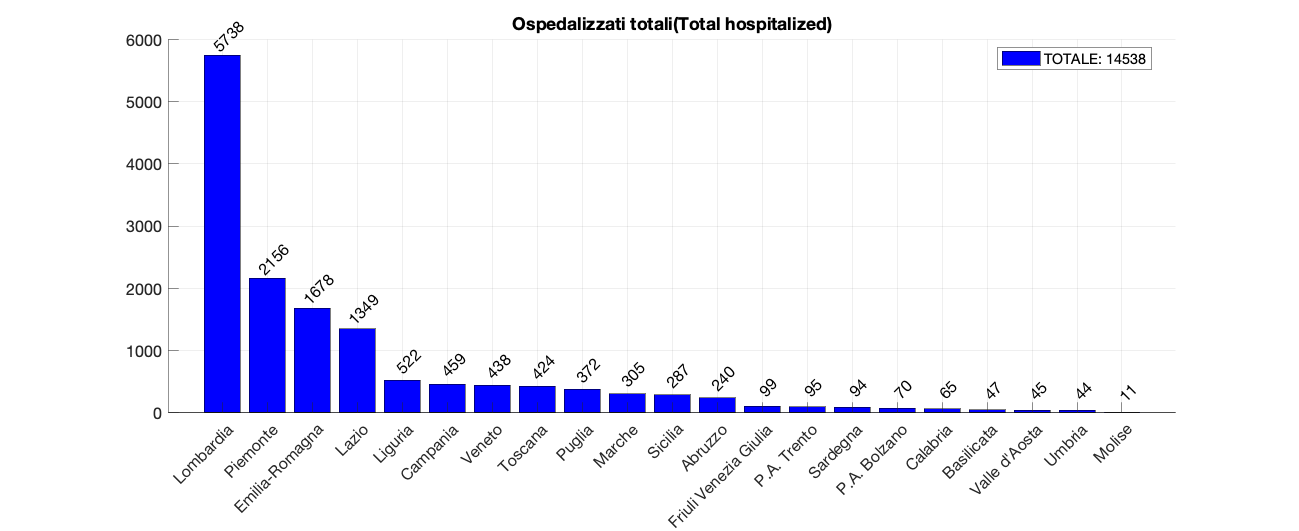 Ospedalizzati totali(Total hospitalized)
TOTALE: 14538
6000
5000
4000
3000
2000
1000
0
5738
2156
1678
1349
522
459
438
424
372
305
287
240
99
95
94
70
65
47
45
44
11
Lombardia
Piemonte
Emilia-Romagna
Lazio
Liguria
Campania
Veneto
Toscana
Puglia
Marche
Sicilia
Abruzzo
Friuli Venezia Giulia
P.A. Trento
Sardegna
P.A. Bolzano
Calabria
Basilicata
Valle d'Aosta
Umbria
Molise